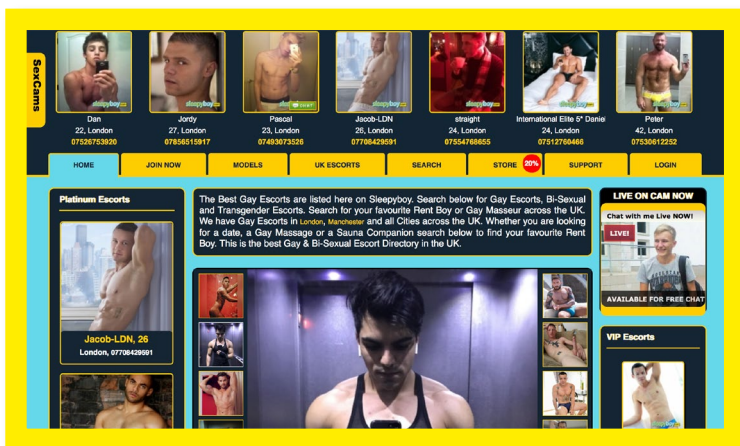 SexCams
Dan
22, London
07526753920
Jordy
27, London
07856515917
Pascal
23, London
07493073526
Jacob-LDN
26, London
07708429591
straight
24, London
07554768655
International Elite 5* Daniel
24, London
07512760466
Peter
42, London
07530612252
HOME
JOIN NOW
MODELS
UK ESCORTS
SEARCH
STORE 20%
SUPPORT
LOGIN
Platinum Escorts
Jacob-LDN, 26
London, 07708429591
The Best Gay Escorts are listed here on Sleepyboy. Search below for Gay Escorts, Bi-Sexual
and Transgender Escorts. Search for your favourite Rent Boy or Gay Masseur across the UK.
We have Gay Escorts in London, Manchester and all Cities across the UK. Whether you are looking
for a date, a Gay Massage or a Sauna Companion search below to find your favourite Rent
Boy. This is the best Gay & Bi-Sexual Escort Directory in the UK.
LIVE ON CAM NOW
Chat with me Live NOW!
LIVE!
AVAILABLE FOR FREE CHAT
VIP Escorts